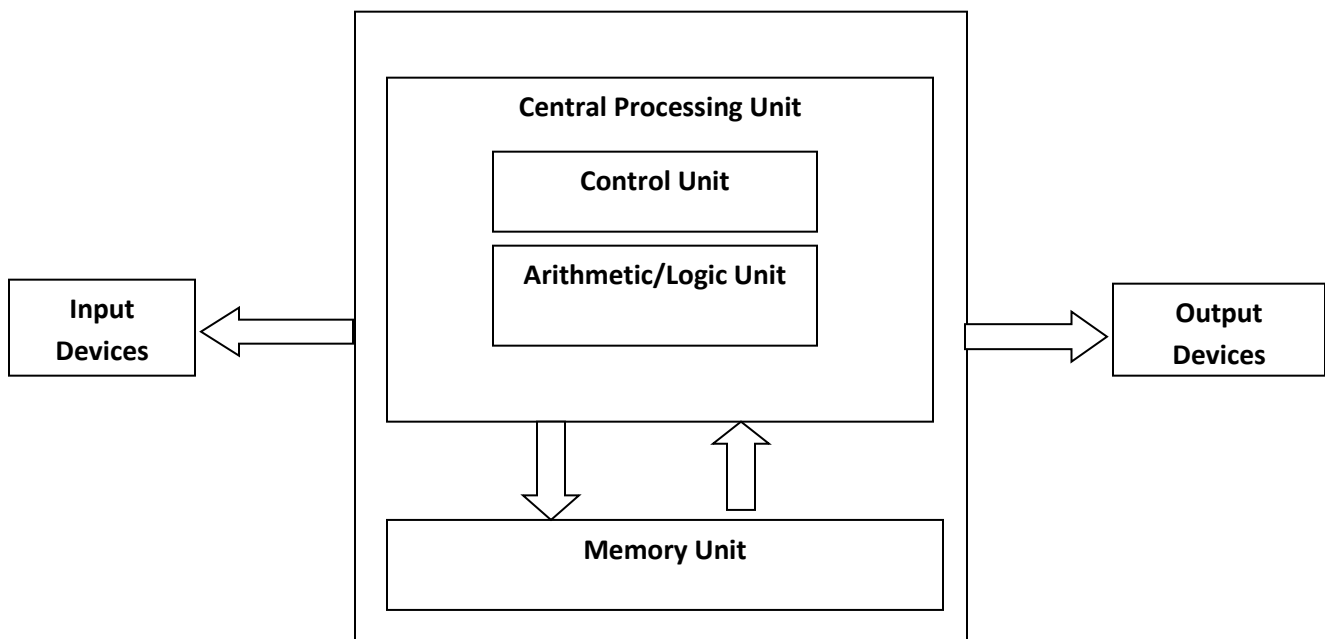 Central Processing Unit
Control Unit
Arithmetic/Logic Unit
Input
Devices
Output
Devices
Memory Unit